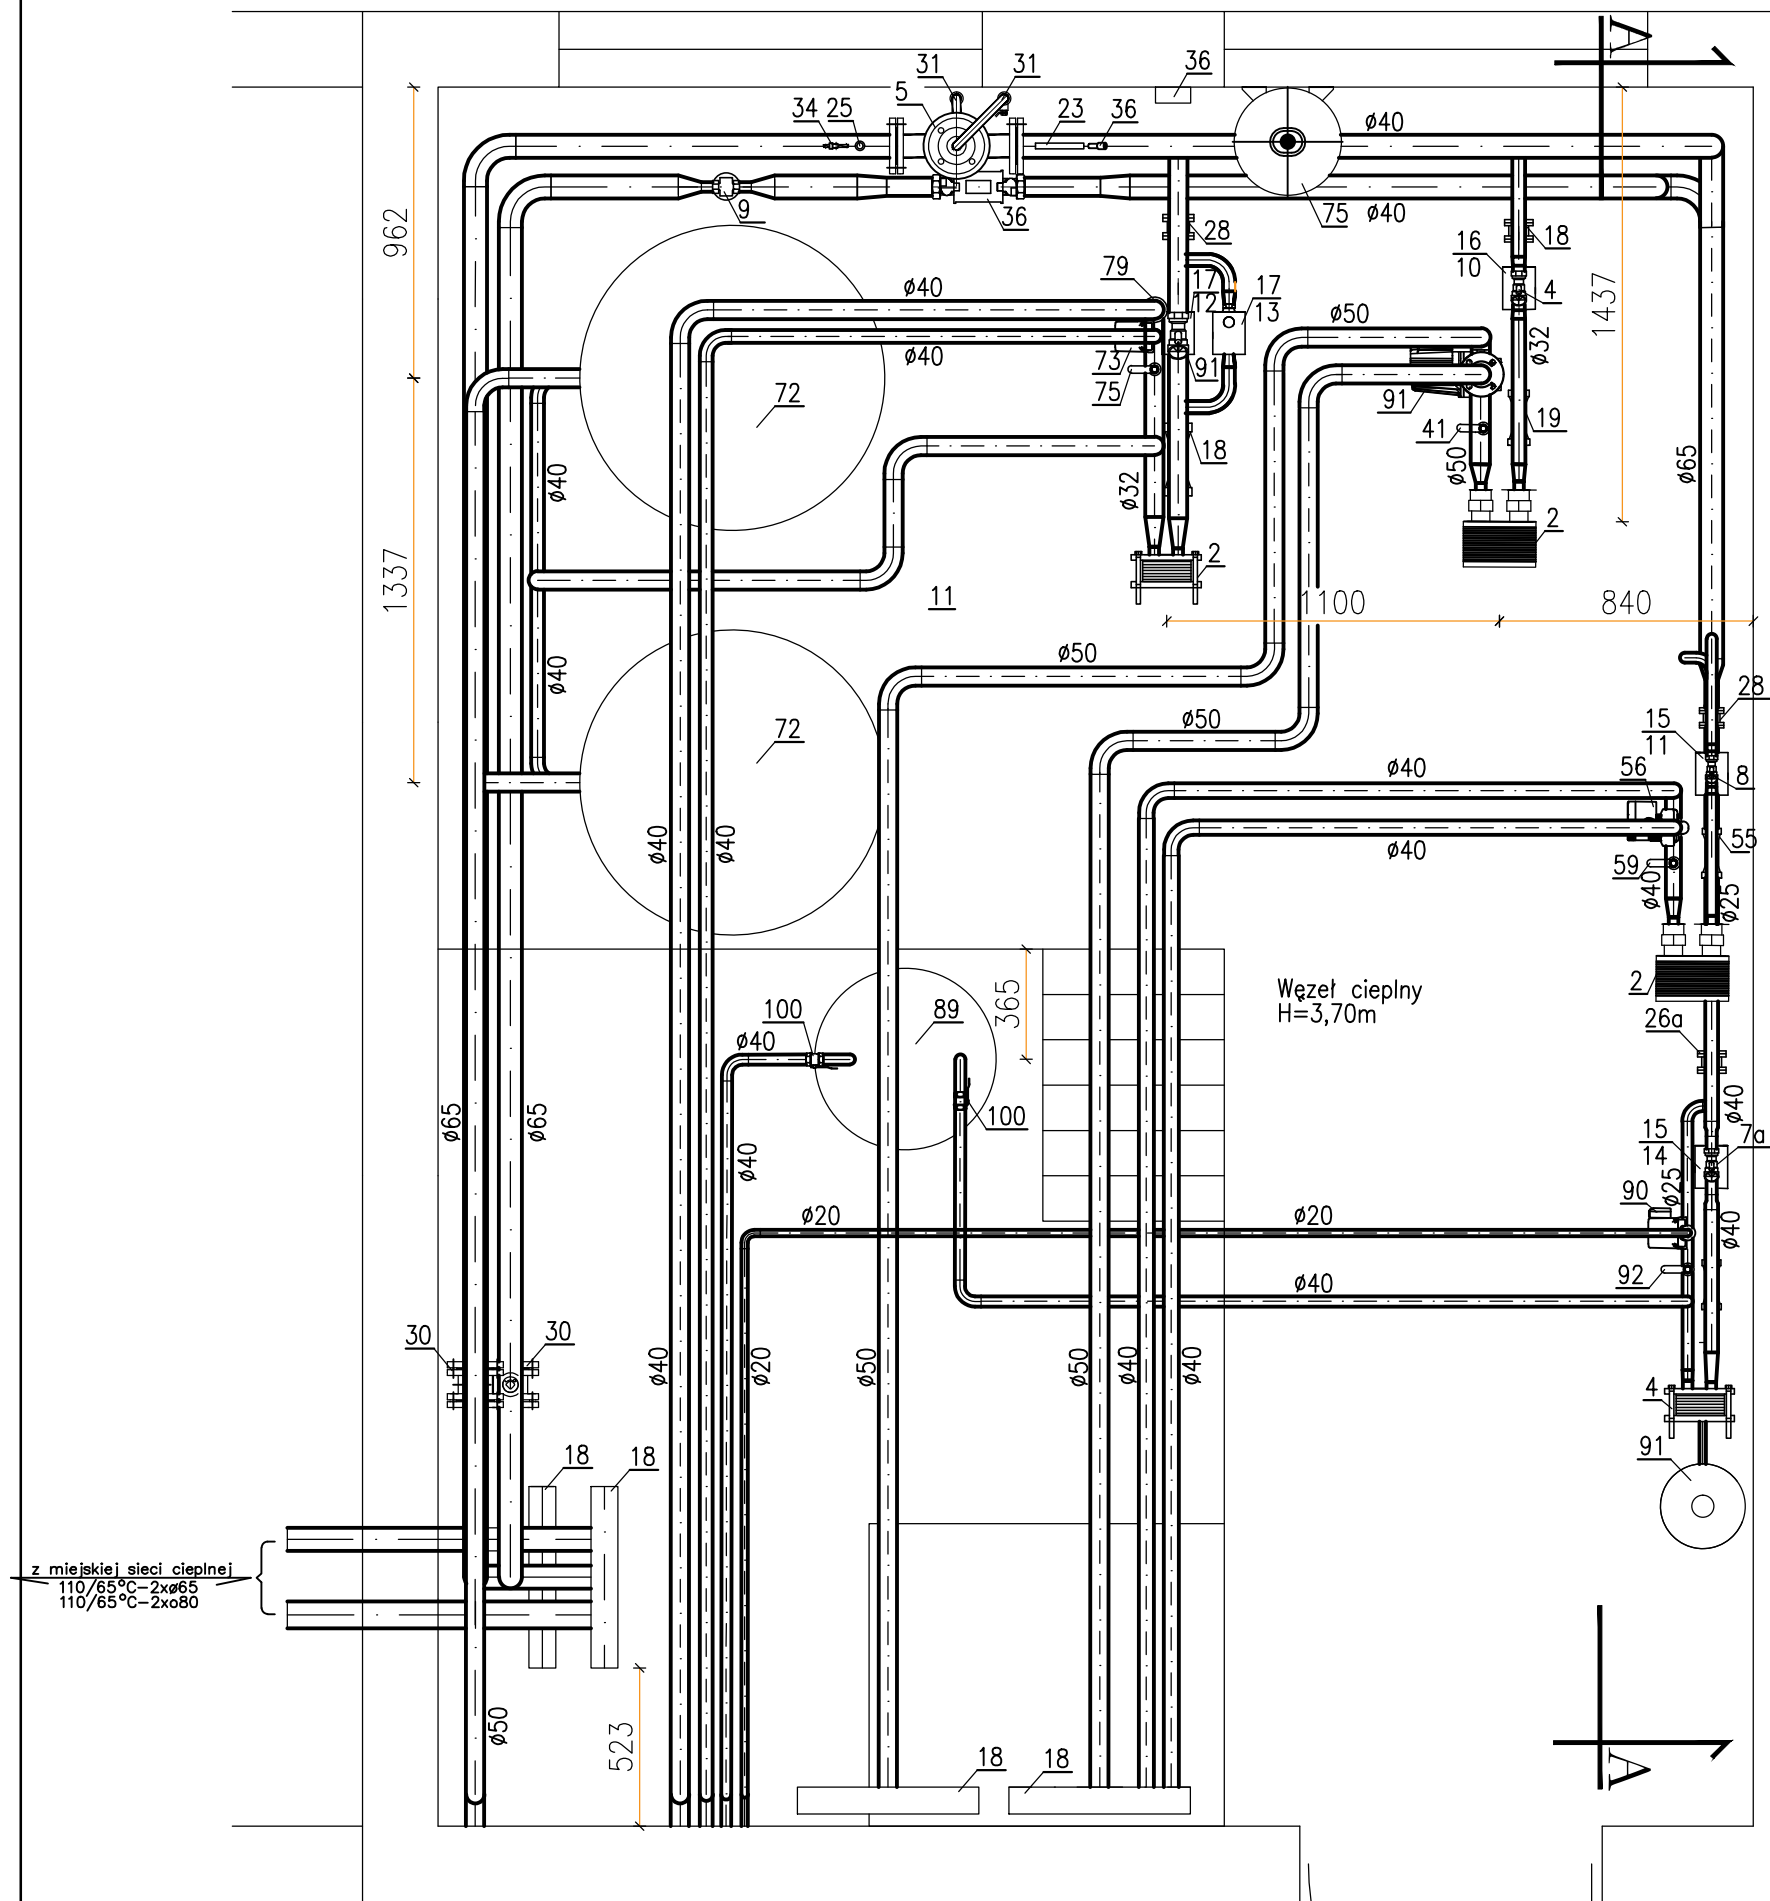 A
31
31
36
5
34
25
23
36
ø40
9
36
75
ø40
28
18
962
79
17
12
17
13
16
10
4
1437
ø40
ø50
ø32
ø40
73
91
75
72
91
41
19
18
ø50
ø65
ø40
ø32
2
2
1337
11
1100
840
ø40
ø50
72
ø50
28
15
11
ø40
56
8
ø40
ø40
ø40
55
59
ø40
ø25
365
Węzeł cieplny
H=3,70m
2
100
89
26a
ø40
ø65
ø65
100
ø40
ø40
15
14
7a
ø25
90
ø20
ø20
ø40
92
ø40
30
30
ø40
ø20
ø50
ø50
ø40
ø40
4
18
18
91
z miejskiej sieci cieplnej
110/65°C-2xø65
110/65°C-2xo80
ø50
523
18
18
A